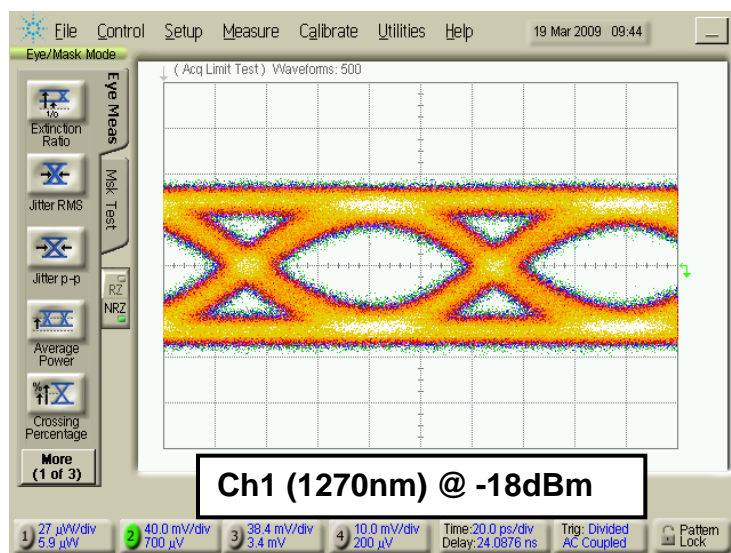 File Control Setup Measure Calibrate Utilities Help 19 Mar 2009 09:44
Eye/Mask Mode
( Acq Limit Test ) Waveforms: 500
Eye Meas
Msk Test
1/0
Extinction
Ratio
Jitter RMS
Jitter p-p
RZ
NRZ
Average
Power
%
Crossing
Percentage
More
(1 of 3)
Ch1 (1270nm) @ -18dBm
1 27 µW/div
5.9 µW
2 40.0 mV/div
700 µV
3 38.4 mV/div
3.4 mV
4 10.0 mV/div
200 µV
Time:20.0 ps/div
Delay:24.0876 ns
Trig: Divided
AC Coupled
Pattern
Lock